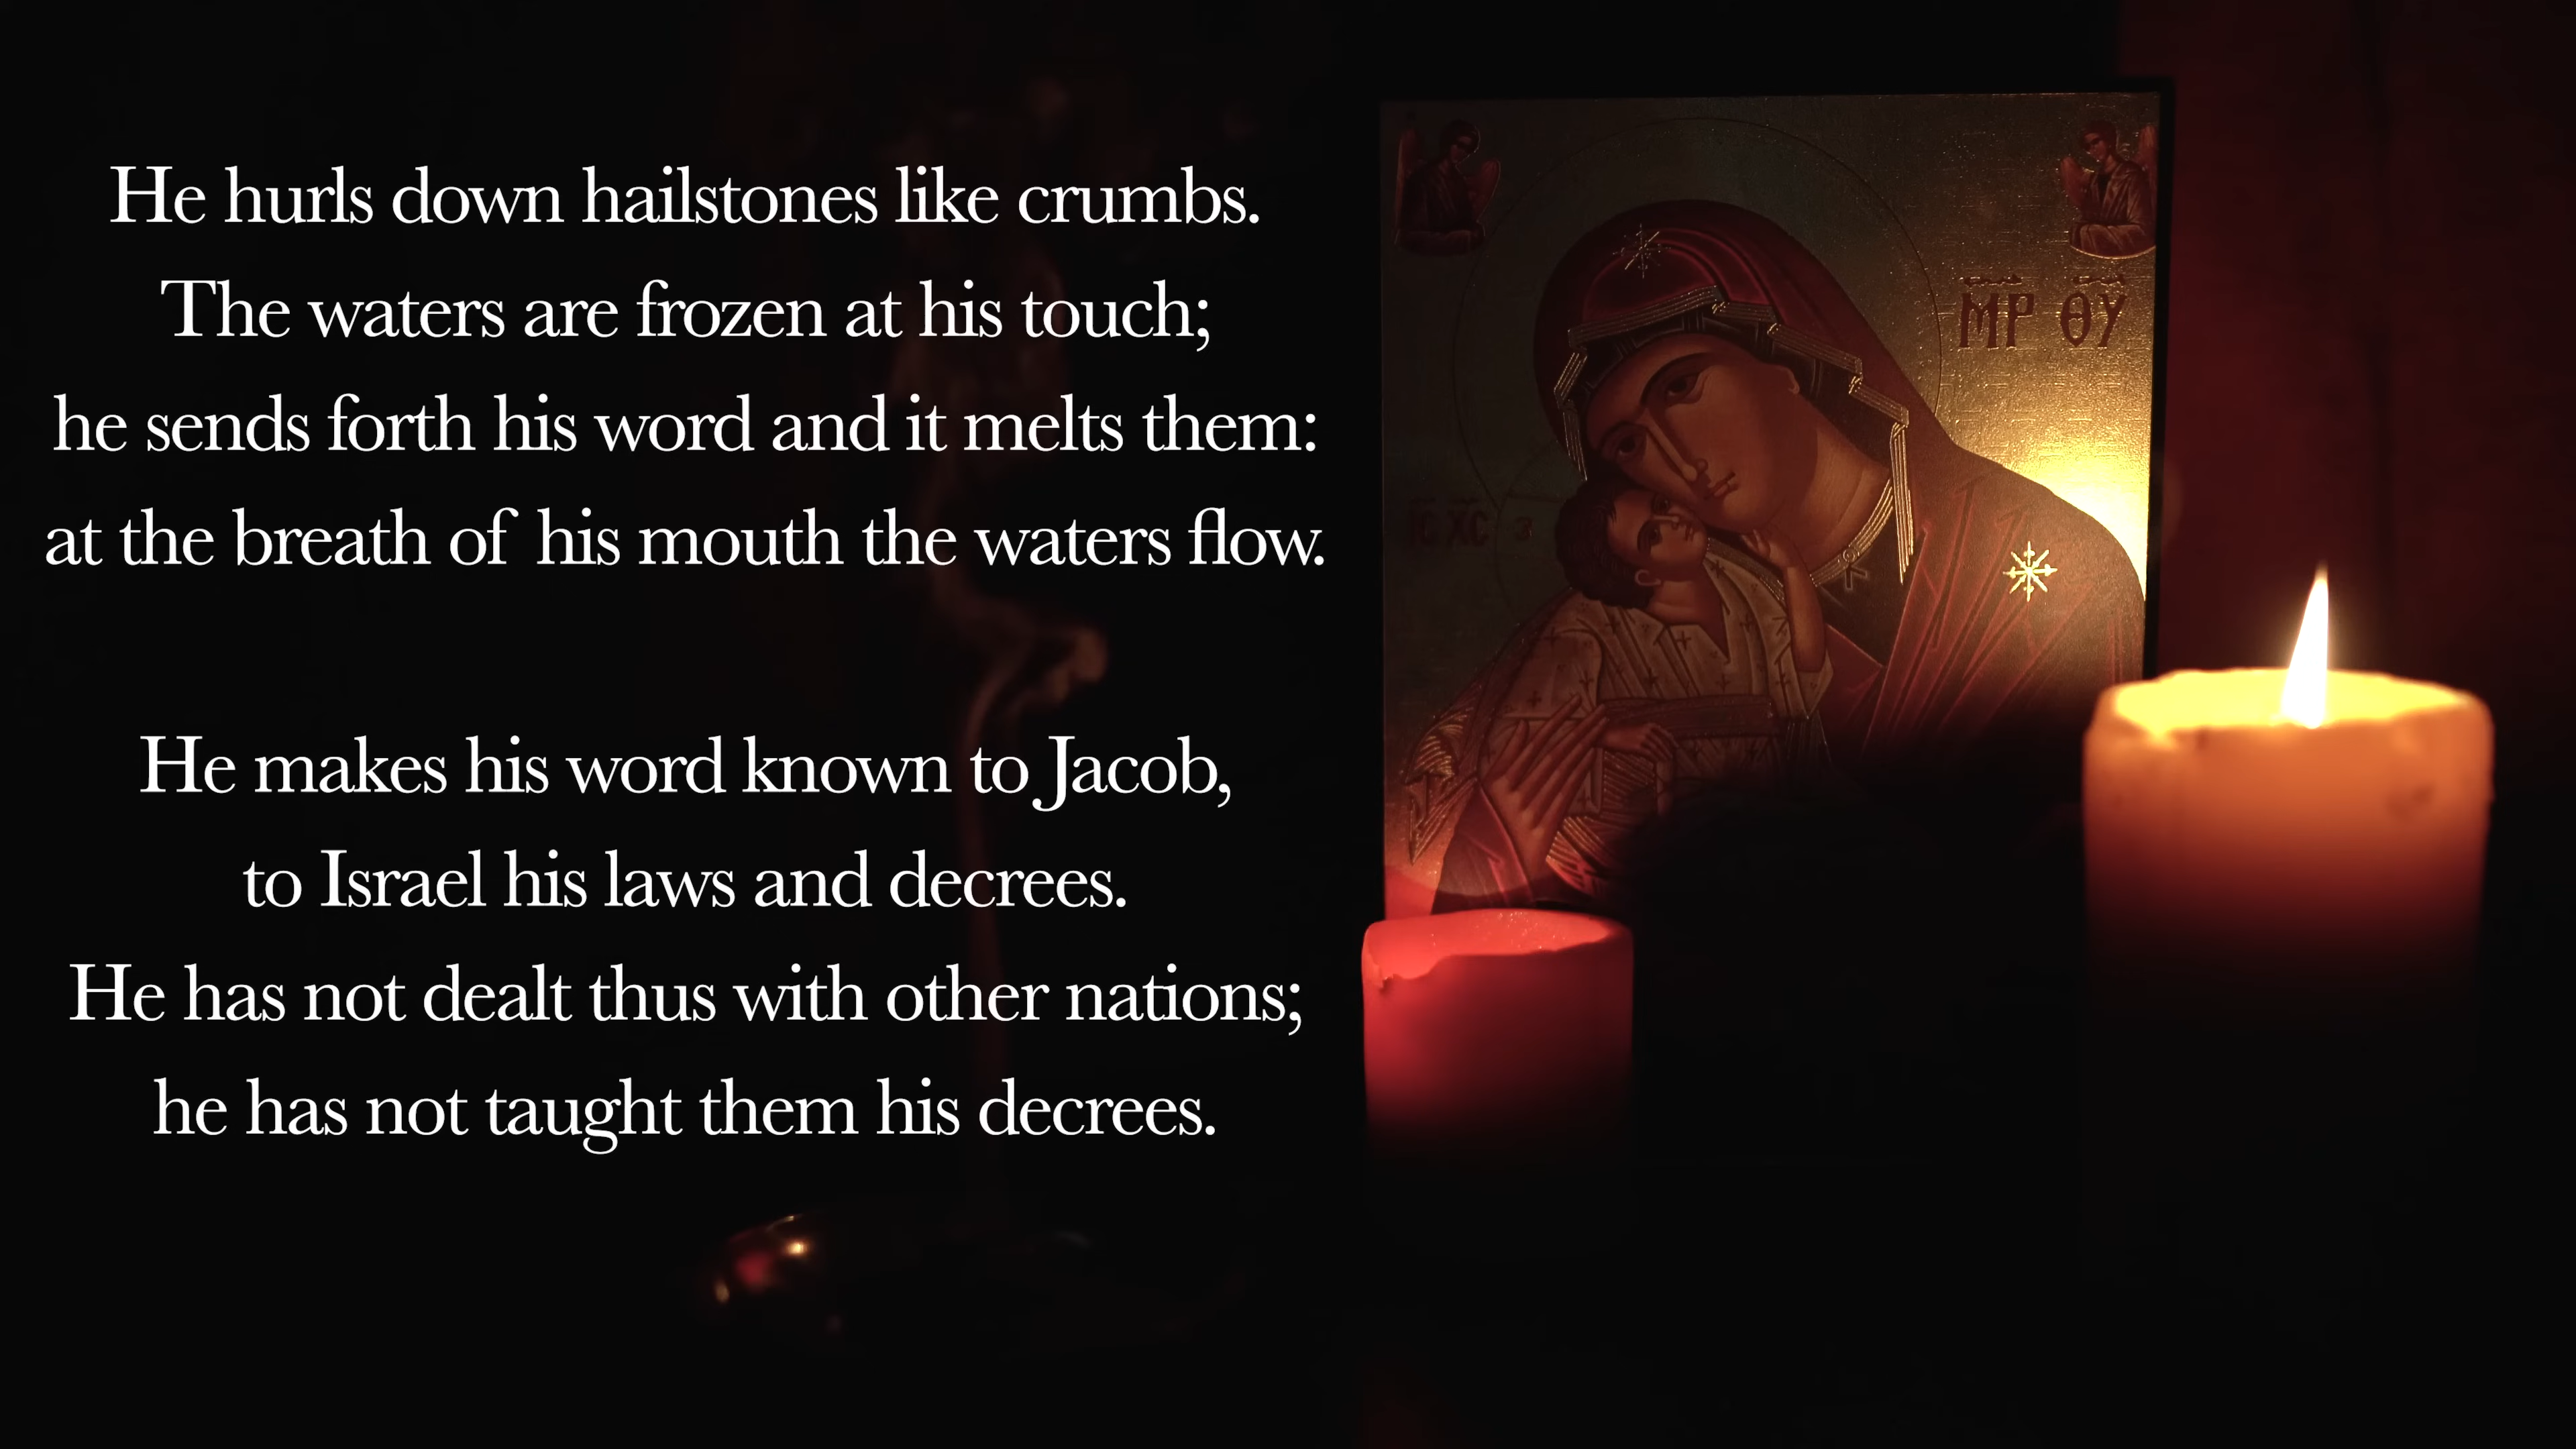 He hurls down hailstones like crumbs.
The waters are frozen at his touch;
he sends forth his word and it melts them:
at the breath of his mouth the waters flow.
He makes his word known to Jacob,
to Israel his laws and decrees.
He has not dealt thus with other nations;
he has not taught them his decrees.
ΜΡ ΘΥ
ΙC ΧC